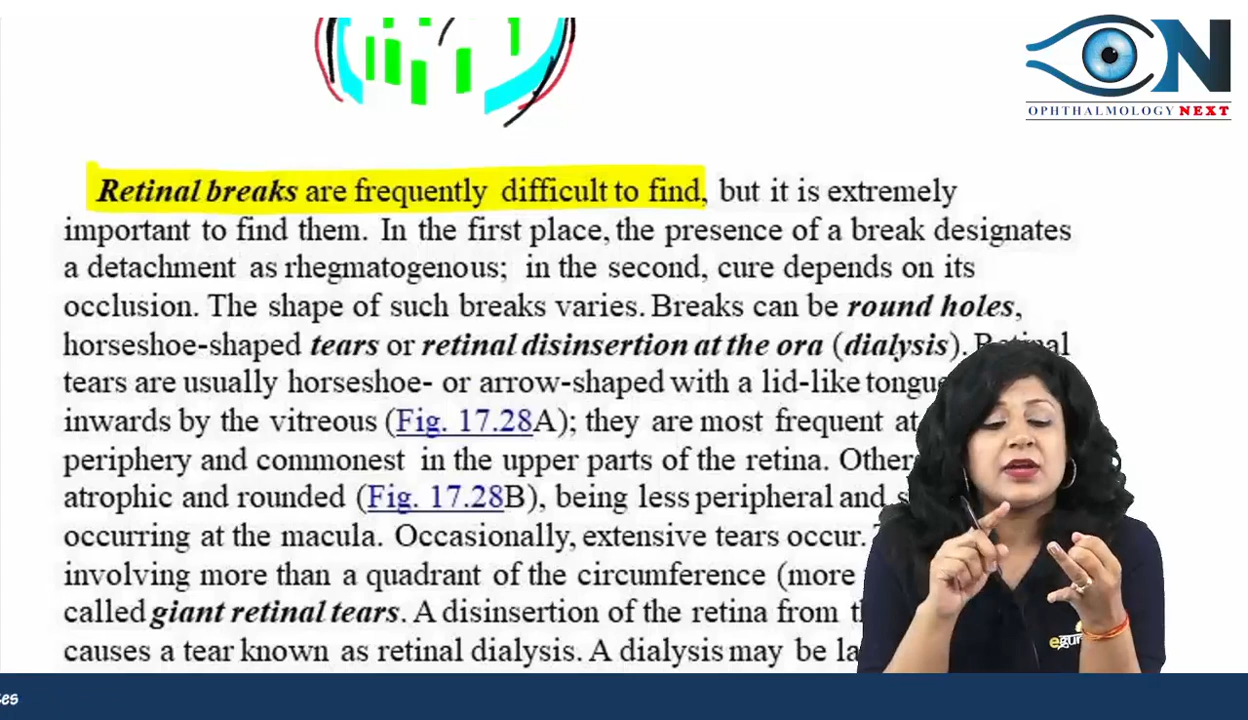 ON
OPHTHALMOLOGY NEXT
Retinal breaks are frequently difficult to find, but it is extremely
important to find them. In the first place, the presence of a break designates
a detachment as rhegmatogenous; in the second, cure depends on its
occlusion. The shape of such breaks varies. Breaks can be round holes,
horseshoe-shaped tears or retinal disinsertion at the ora (dialysis). Retinal
tears are usually horseshoe- or arrow-shaped with a lid-like tongue
inwards by the vitreous (Fig. 17.28A); they are most frequent at
periphery and commonest in the upper parts of the retina. Other
atrophic and rounded (Fig. 17.28B), being less peripheral and
occurring at the macula. Occasionally, extensive tears occur.
involving more than a quadrant of the circumference (more
called giant retinal tears. A disinsertion of the retina from
causes a tear known as retinal dialysis. A dialysis may be